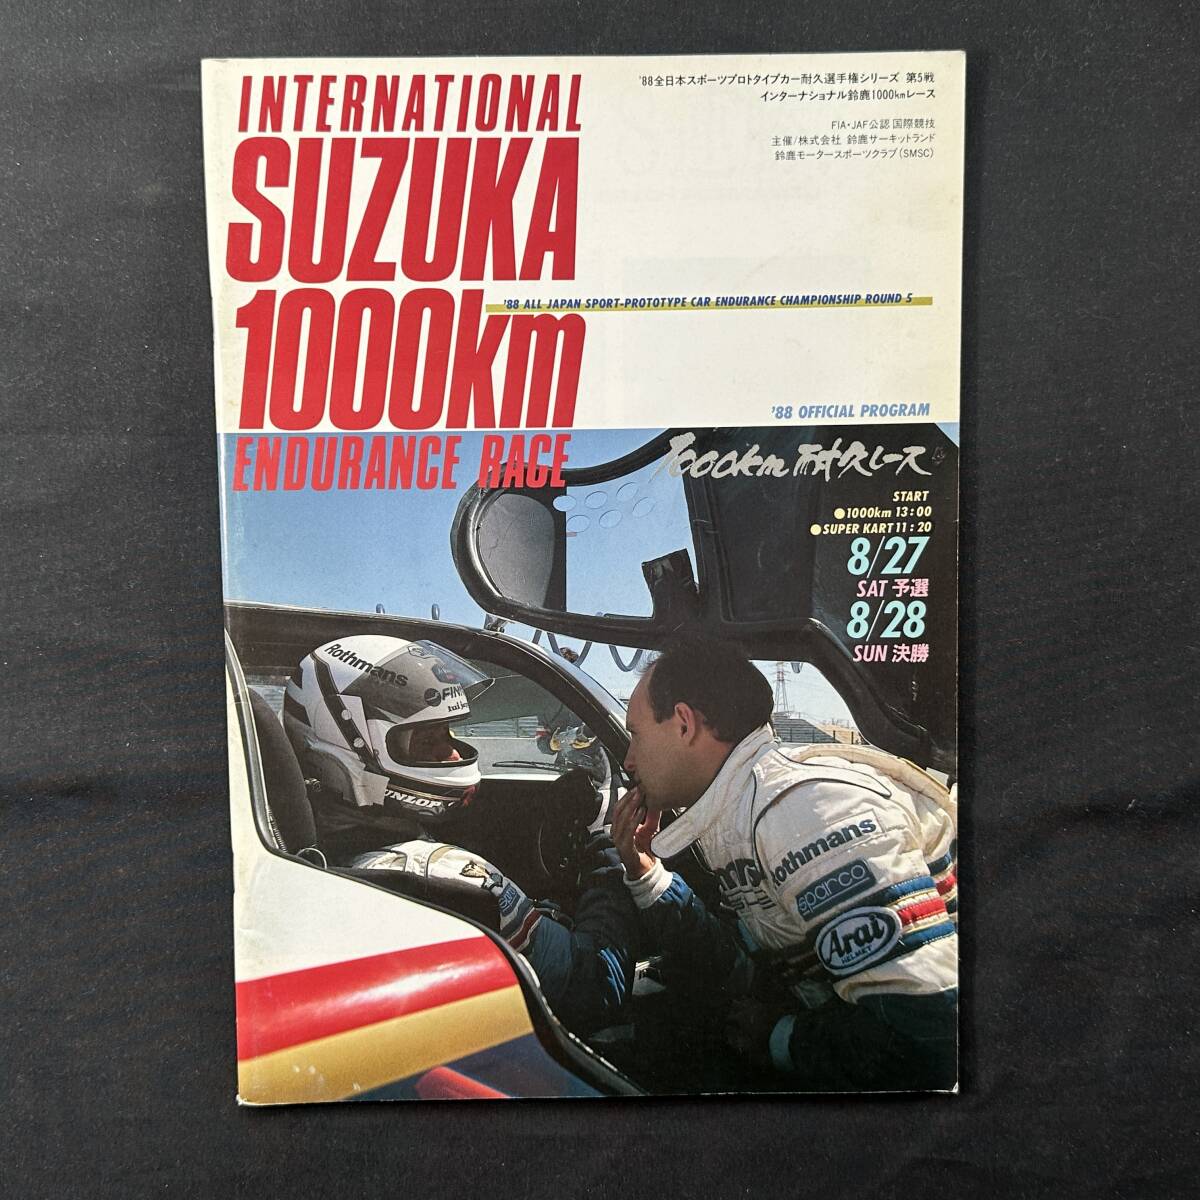 INTERNATIONAL
SUZUKA
1000km
ENDURANCE RACE
'88全日本スポーツプロトタイプカー耐久選手権シリーズ 第5戦
インターナショナル鈴鹿1000kmレース
FIA・JAF公認 国際競技
主催/株式会社 鈴鹿サーキットランド
鈴鹿モータースポーツクラブ(SMSC)
'88 ALL JAPAN SPORT-PROTOTYPE CAR ENDURANCE CHAMPIONSHIP ROUND 5
'88 OFFICIAL PROGRAM
1000km 耐久レース
START
●1000km 13:00
●SUPER KART 11:20
8/27
SAT 予選
8/28
SUN 決勝
Rothmans
DUNLOP
Rothmans
sparco
Arai
HELMET